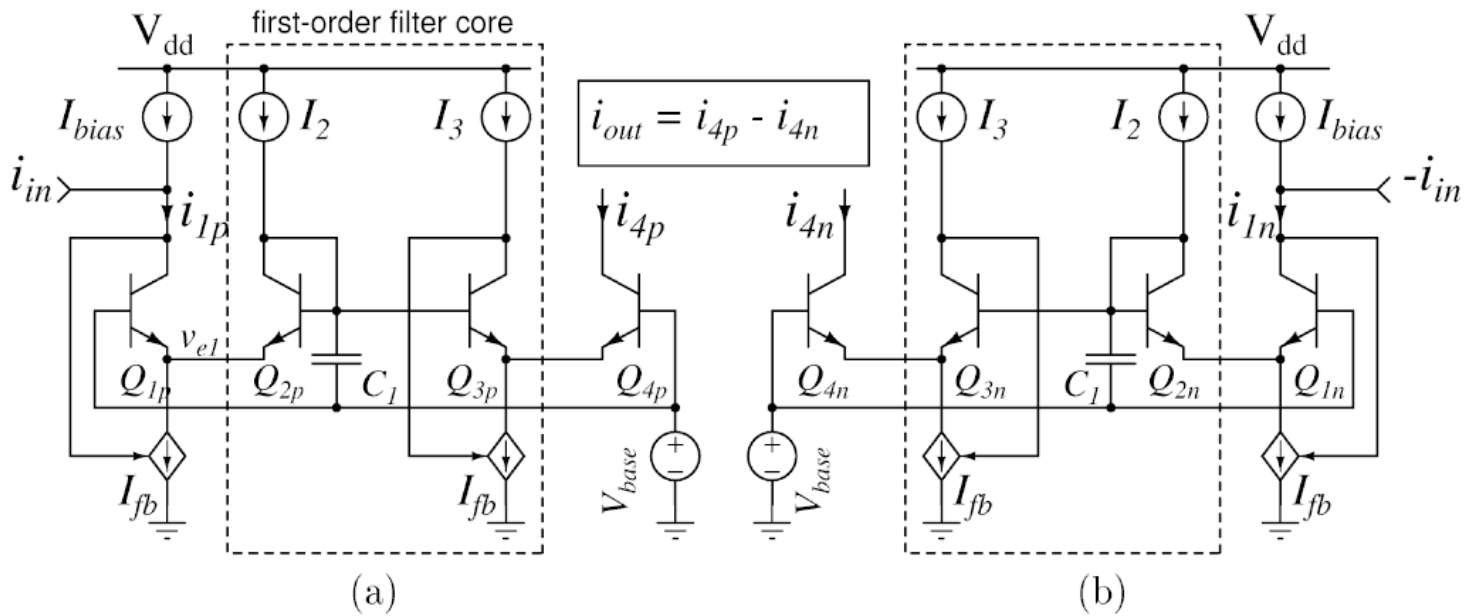 first-order filter core
V_dd V_dd
I_bias I_2 I_3 i_out = i_4p - i_4n I_3 I_2 I_bias
i_in i_1p i_4p i_4n i_1n -i_in
v_e1
Q_1p Q_2p C_1 Q_3p Q_4p Q_4n Q_3n C_1 Q_2n Q_1n
+ − + −
I_fb I_fb V_base V_base I_fb I_fb
(a) (b)